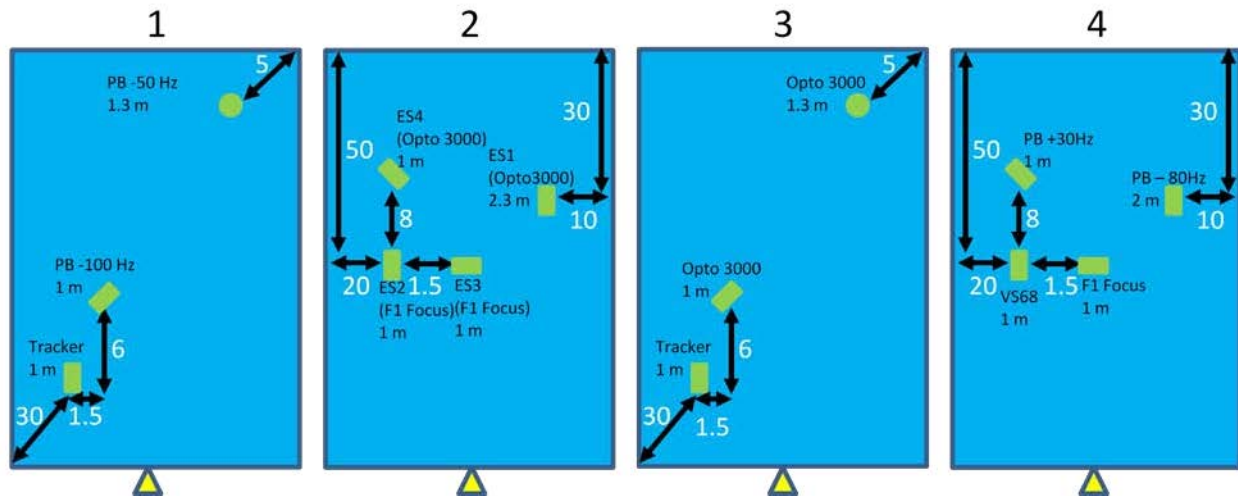 1
2
3
4
5
PB -50 Hz
1.3 m
PB -100 Hz
1 m
6
Tracker
1 m
30
1.5
50
ES4
(Opto 3000)
1 m
ES1
(Opto3000)
2.3 m
30
10
8
20
1.5
ES2
(F1 Focus)
1 m
ES3
(F1 Focus)
1 m
5
Opto 3000
1.3 m
Opto 3000
1 m
6
Tracker
1 m
30
1.5
50
30
PB +30Hz
1 m
PB – 80Hz
2 m
10
8
20
1.5
VS68
1 m
F1 Focus
1 m